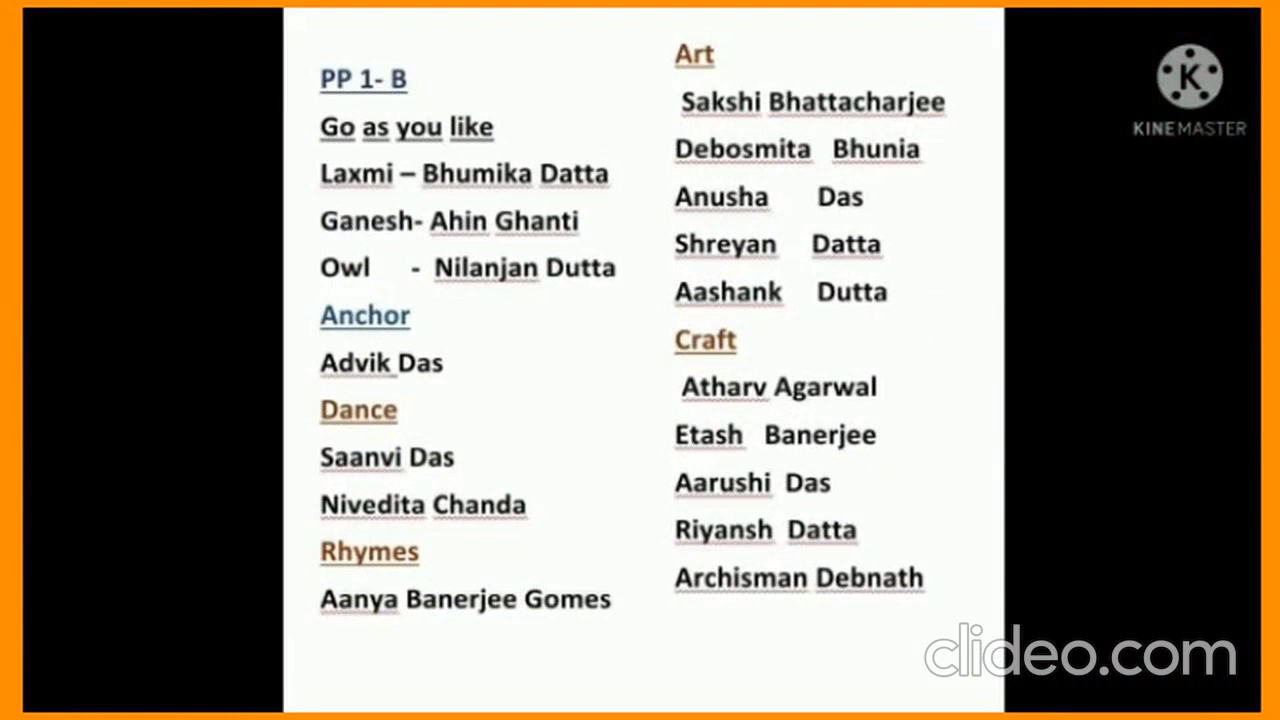 PP 1- B
Go as you like
Laxmi – Bhumika Datta
Ganesh- Ahin Ghanti
Owl - Nilanjan Dutta
Anchor
Advik Das
Dance
Saanvi Das
Nivedita Chanda
Rhymes
Aanya Banerjee Gomes
Art
Sakshi Bhattacharjee
Debosmita Bhunia
Anusha Das
Shreyan Datta
Aashank Dutta
Craft
Atharv Agarwal
Etash Banerjee
Aarushi Das
Riyansh Datta
Archisman Debnath
K
KINEMASTER
clideo.com